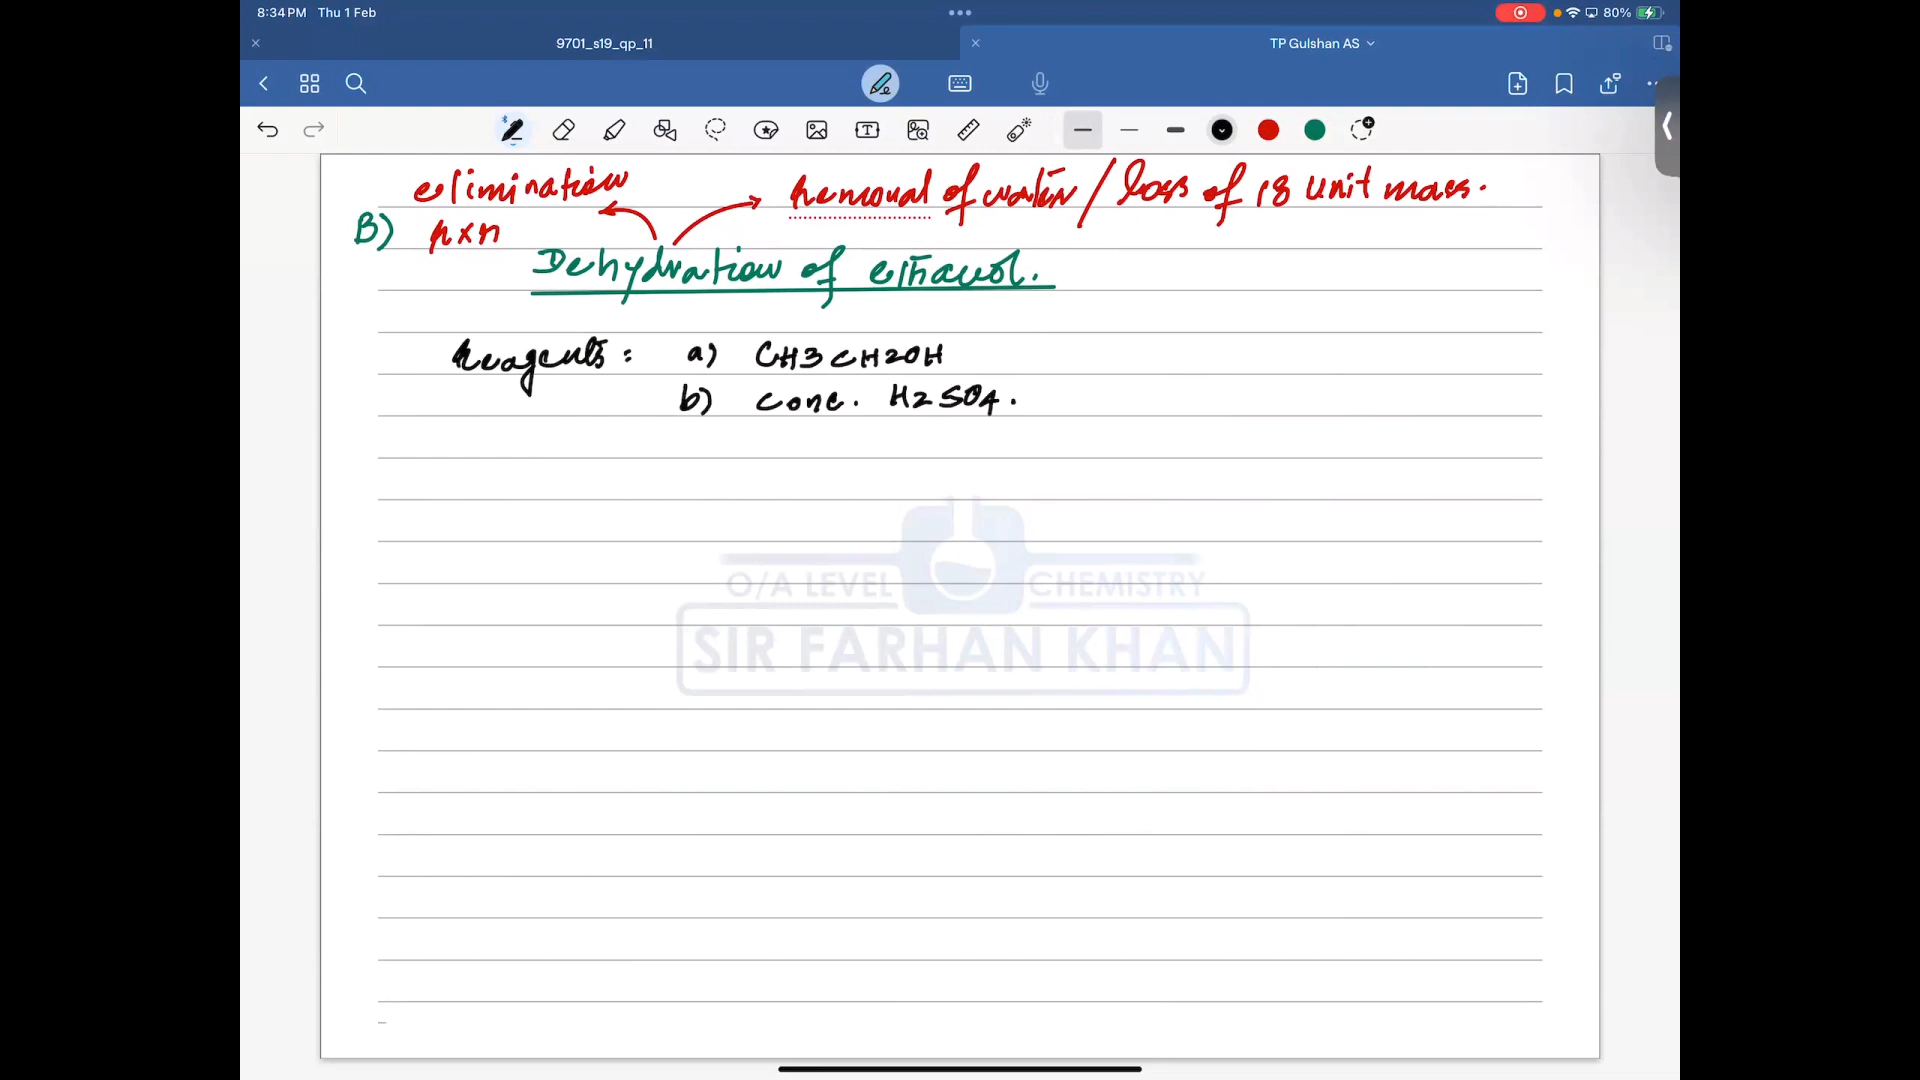 8:34 PM Thu 1 Feb
80%
9701_s19_qp_11
TP Gulshan AS
elimination
rxn
Removal of water / loss of 18 unit mass.
B)
Dehydration of ethanol.
Reagents : a) CH3CH2OH
b) conc. H2SO4.
O/A LEVEL CHEMISTRY
SIR FARHAN KHAN